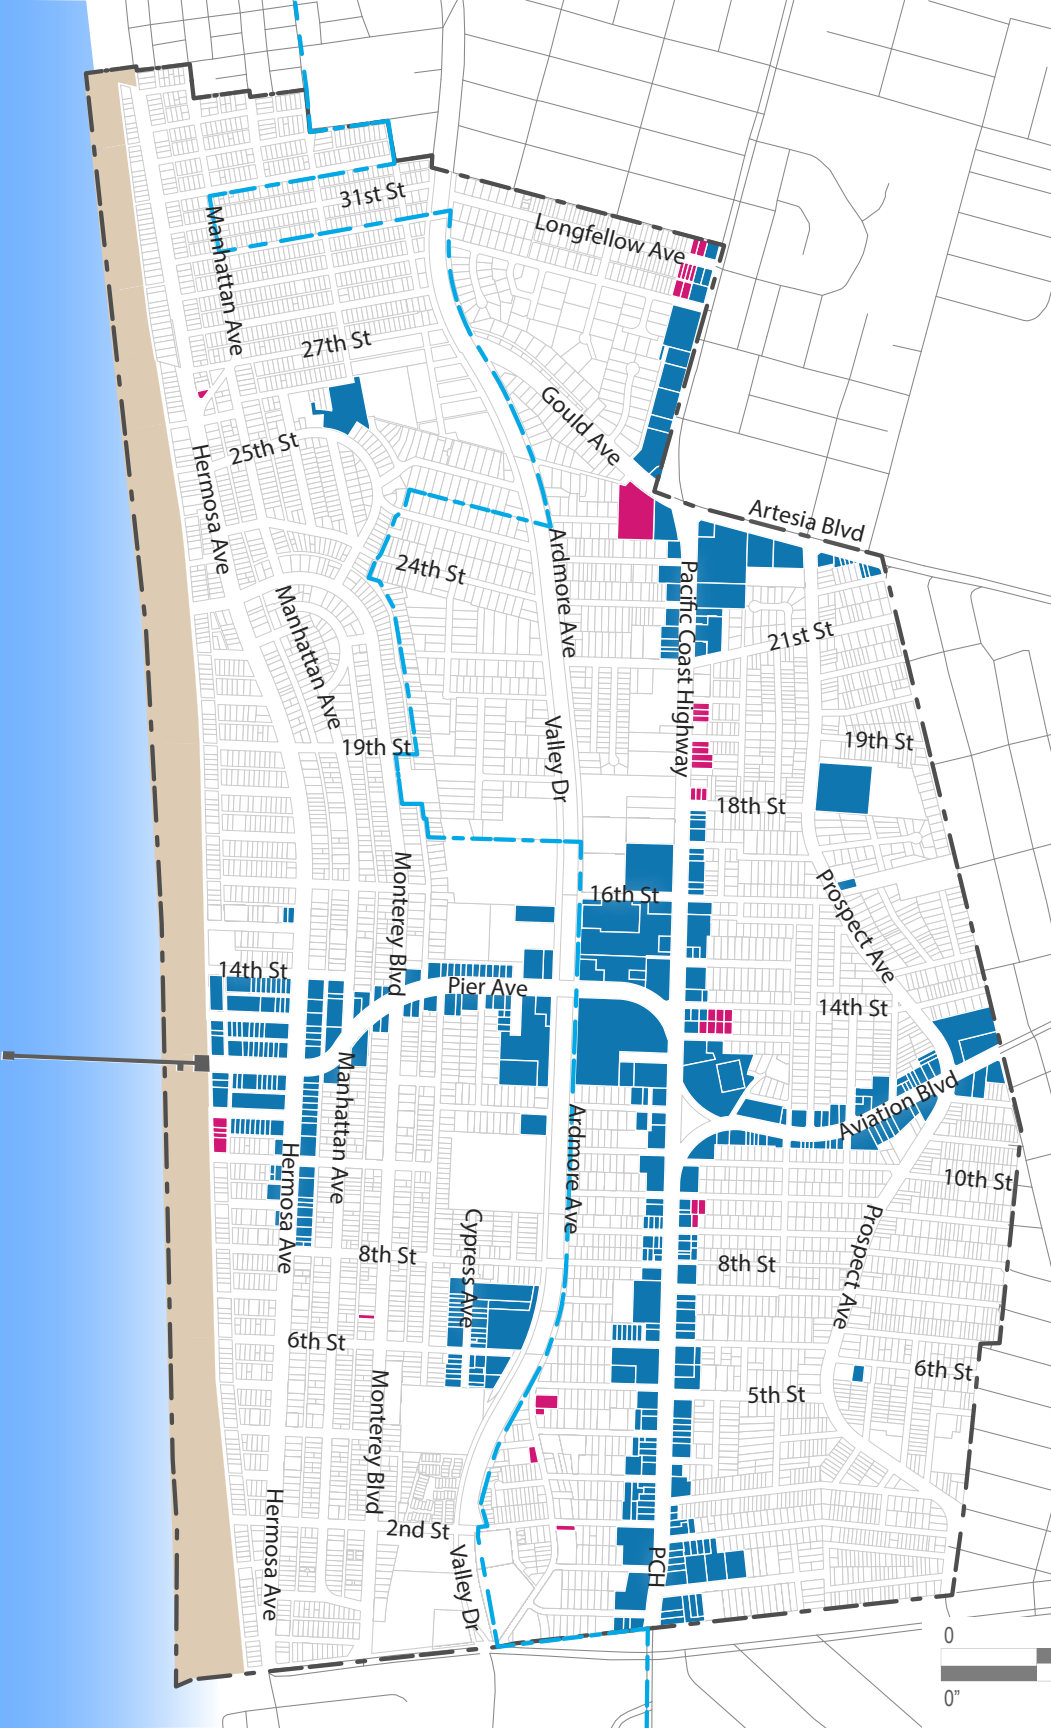 31st St
Longfellow Ave
Manhattan Ave
27th St
Gould Ave
25th St
Hermosa Ave
Artesia Blvd
24th St
Ardmore Ave
Pacific Coast Highway
Manhattan Ave
21st St
19th St
Valley Dr
19th St
18th St
Monterey Blvd
16th St
Prospect Ave
14th St
Pier Ave
14th St
Manhattan Ave
Aviation Blvd
Ardmore Ave
Hermosa Ave
10th St
Cypress Ave
Prospect Ave
8th St
8th St
6th St
6th St
5th St
Monterey Blvd
Hermosa Ave
2nd St
Valley Dr
PCH
0
0”